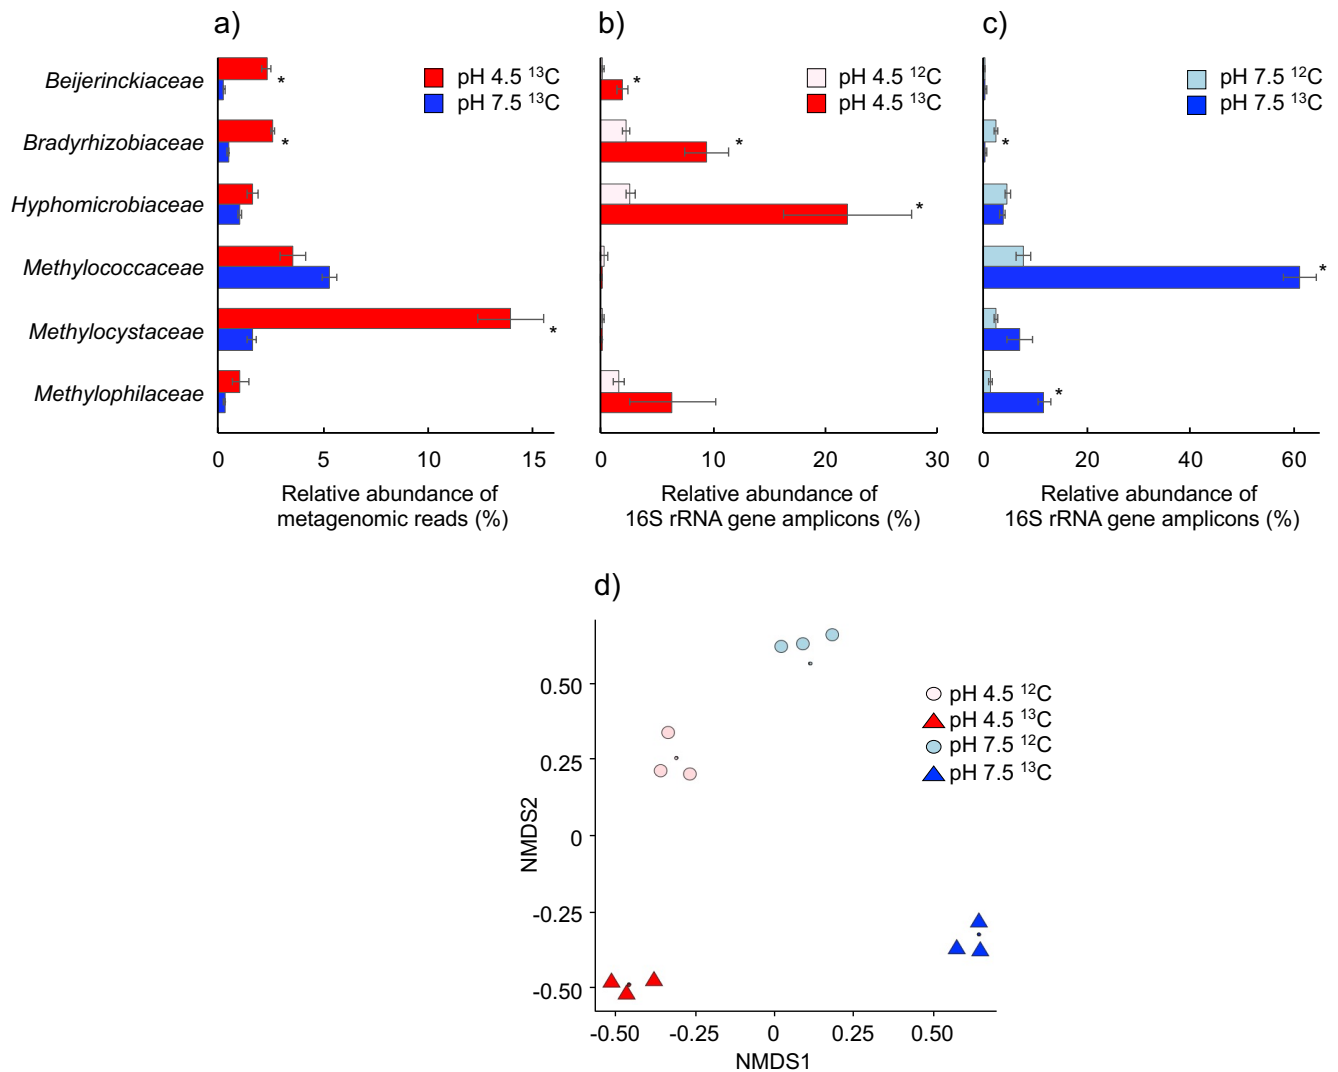 a)
b)
c)
Beijerinckiaceae
Bradyrhizobiaceae
Hyphomicrobiaceae
Methylococcaceae
Methylocystaceae
Methylophilaceae
*
*
*
pH 4.5 ¹³C
pH 7.5 ¹³C
0 5 10 15
Relative abundance of
metagenomic reads (%)
*
*
*
pH 4.5 ¹²C
pH 4.5 ¹³C
0 10 20 30
Relative abundance of
16S rRNA gene amplicons (%)
*
*
*
pH 7.5 ¹²C
pH 7.5 ¹³C
0 20 40 60
Relative abundance of
16S rRNA gene amplicons (%)
d)
NMDS2
0.50
0.25
0
-0.25
-0.50
pH 4.5 ¹²C
pH 4.5 ¹³C
pH 7.5 ¹²C
pH 7.5 ¹³C
-0.50 -0.25 0 0.25 0.50
NMDS1